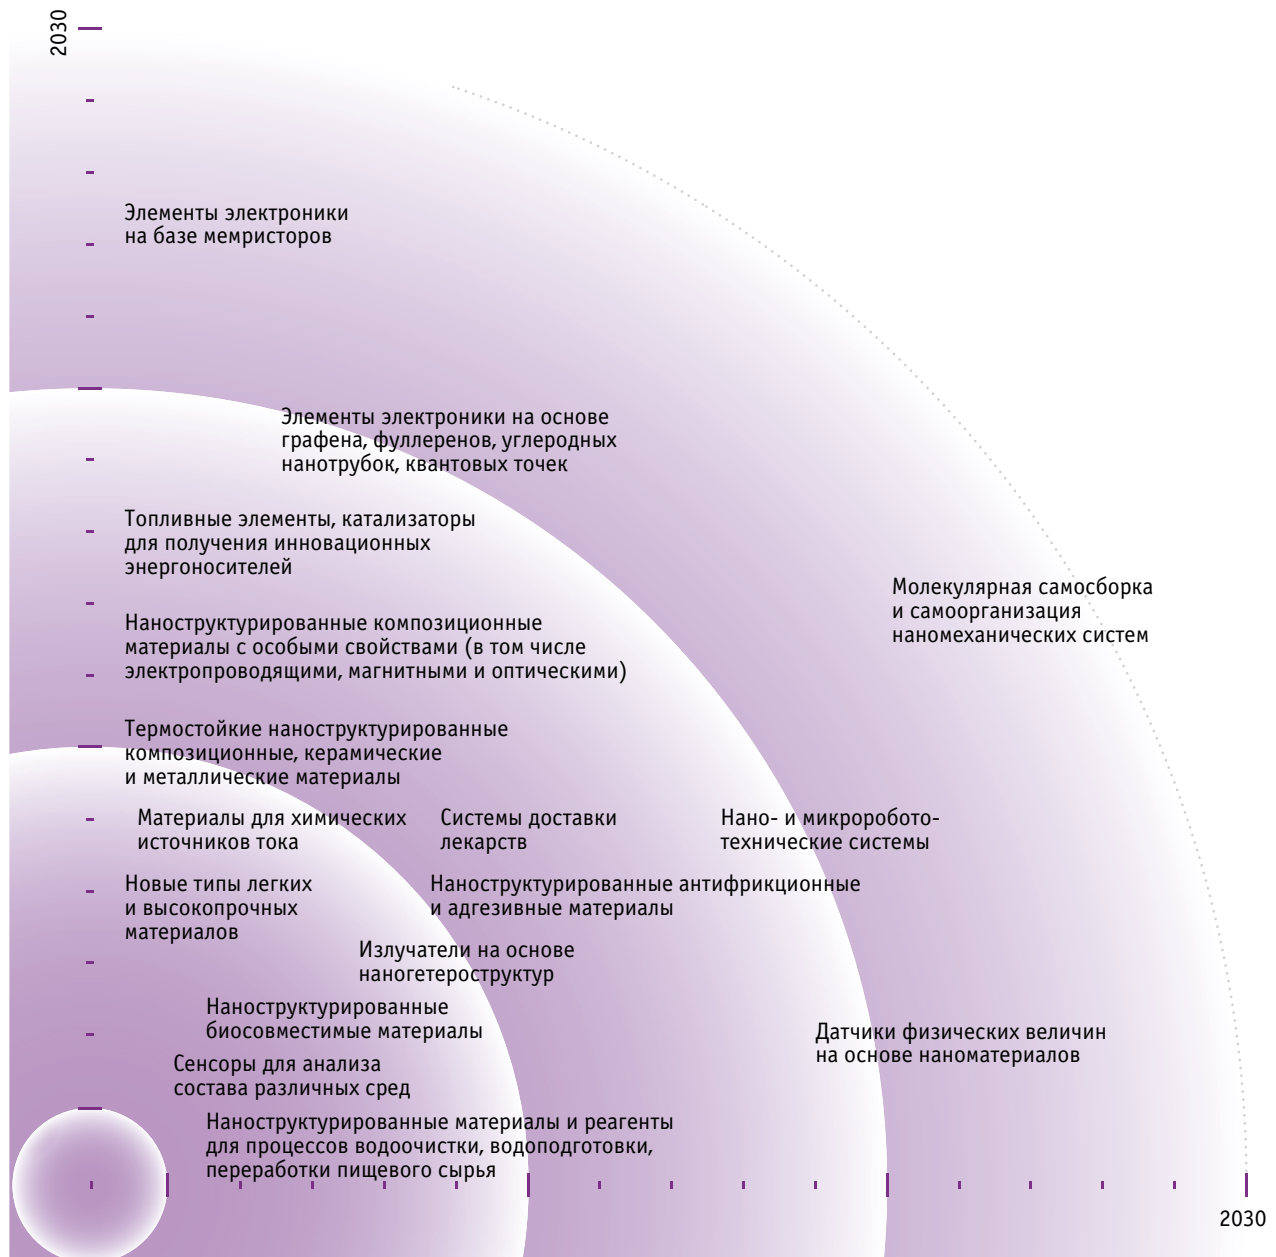 2030
Элементы электроники
на базе мемристоров
Элементы электроники на основе
графена, фуллеренов, углеродных
нанотрубок, квантовых точек
Топливные элементы, катализаторы
для получения инновационных
энергоносителей
Молекулярная самосборка
и самоорганизация
наномеханических систем
Наноструктурированные композиционные
материалы с особыми свойствами (в том числе
электропроводящими, магнитными и оптическими)
Термостойкие наноструктурированные
композиционные, керамические
и металлические материалы
Материалы для химических
источников тока
Системы доставки
лекарств
Нано- и микроробото-
технические системы
Новые типы легких
и высокопрочных
материалов
Наноструктурированные антифрикционные
и адгезивные материалы
Излучатели на основе
наногетероструктур
Наноструктурированные
биосовместимые материалы
Датчики физических величин
на основе наноматериалов
Сенсоры для анализа
состава различных сред
Наноструктурированные материалы и реагенты
для процессов водоочистки, водоподготовки,
переработки пищевого сырья
2030